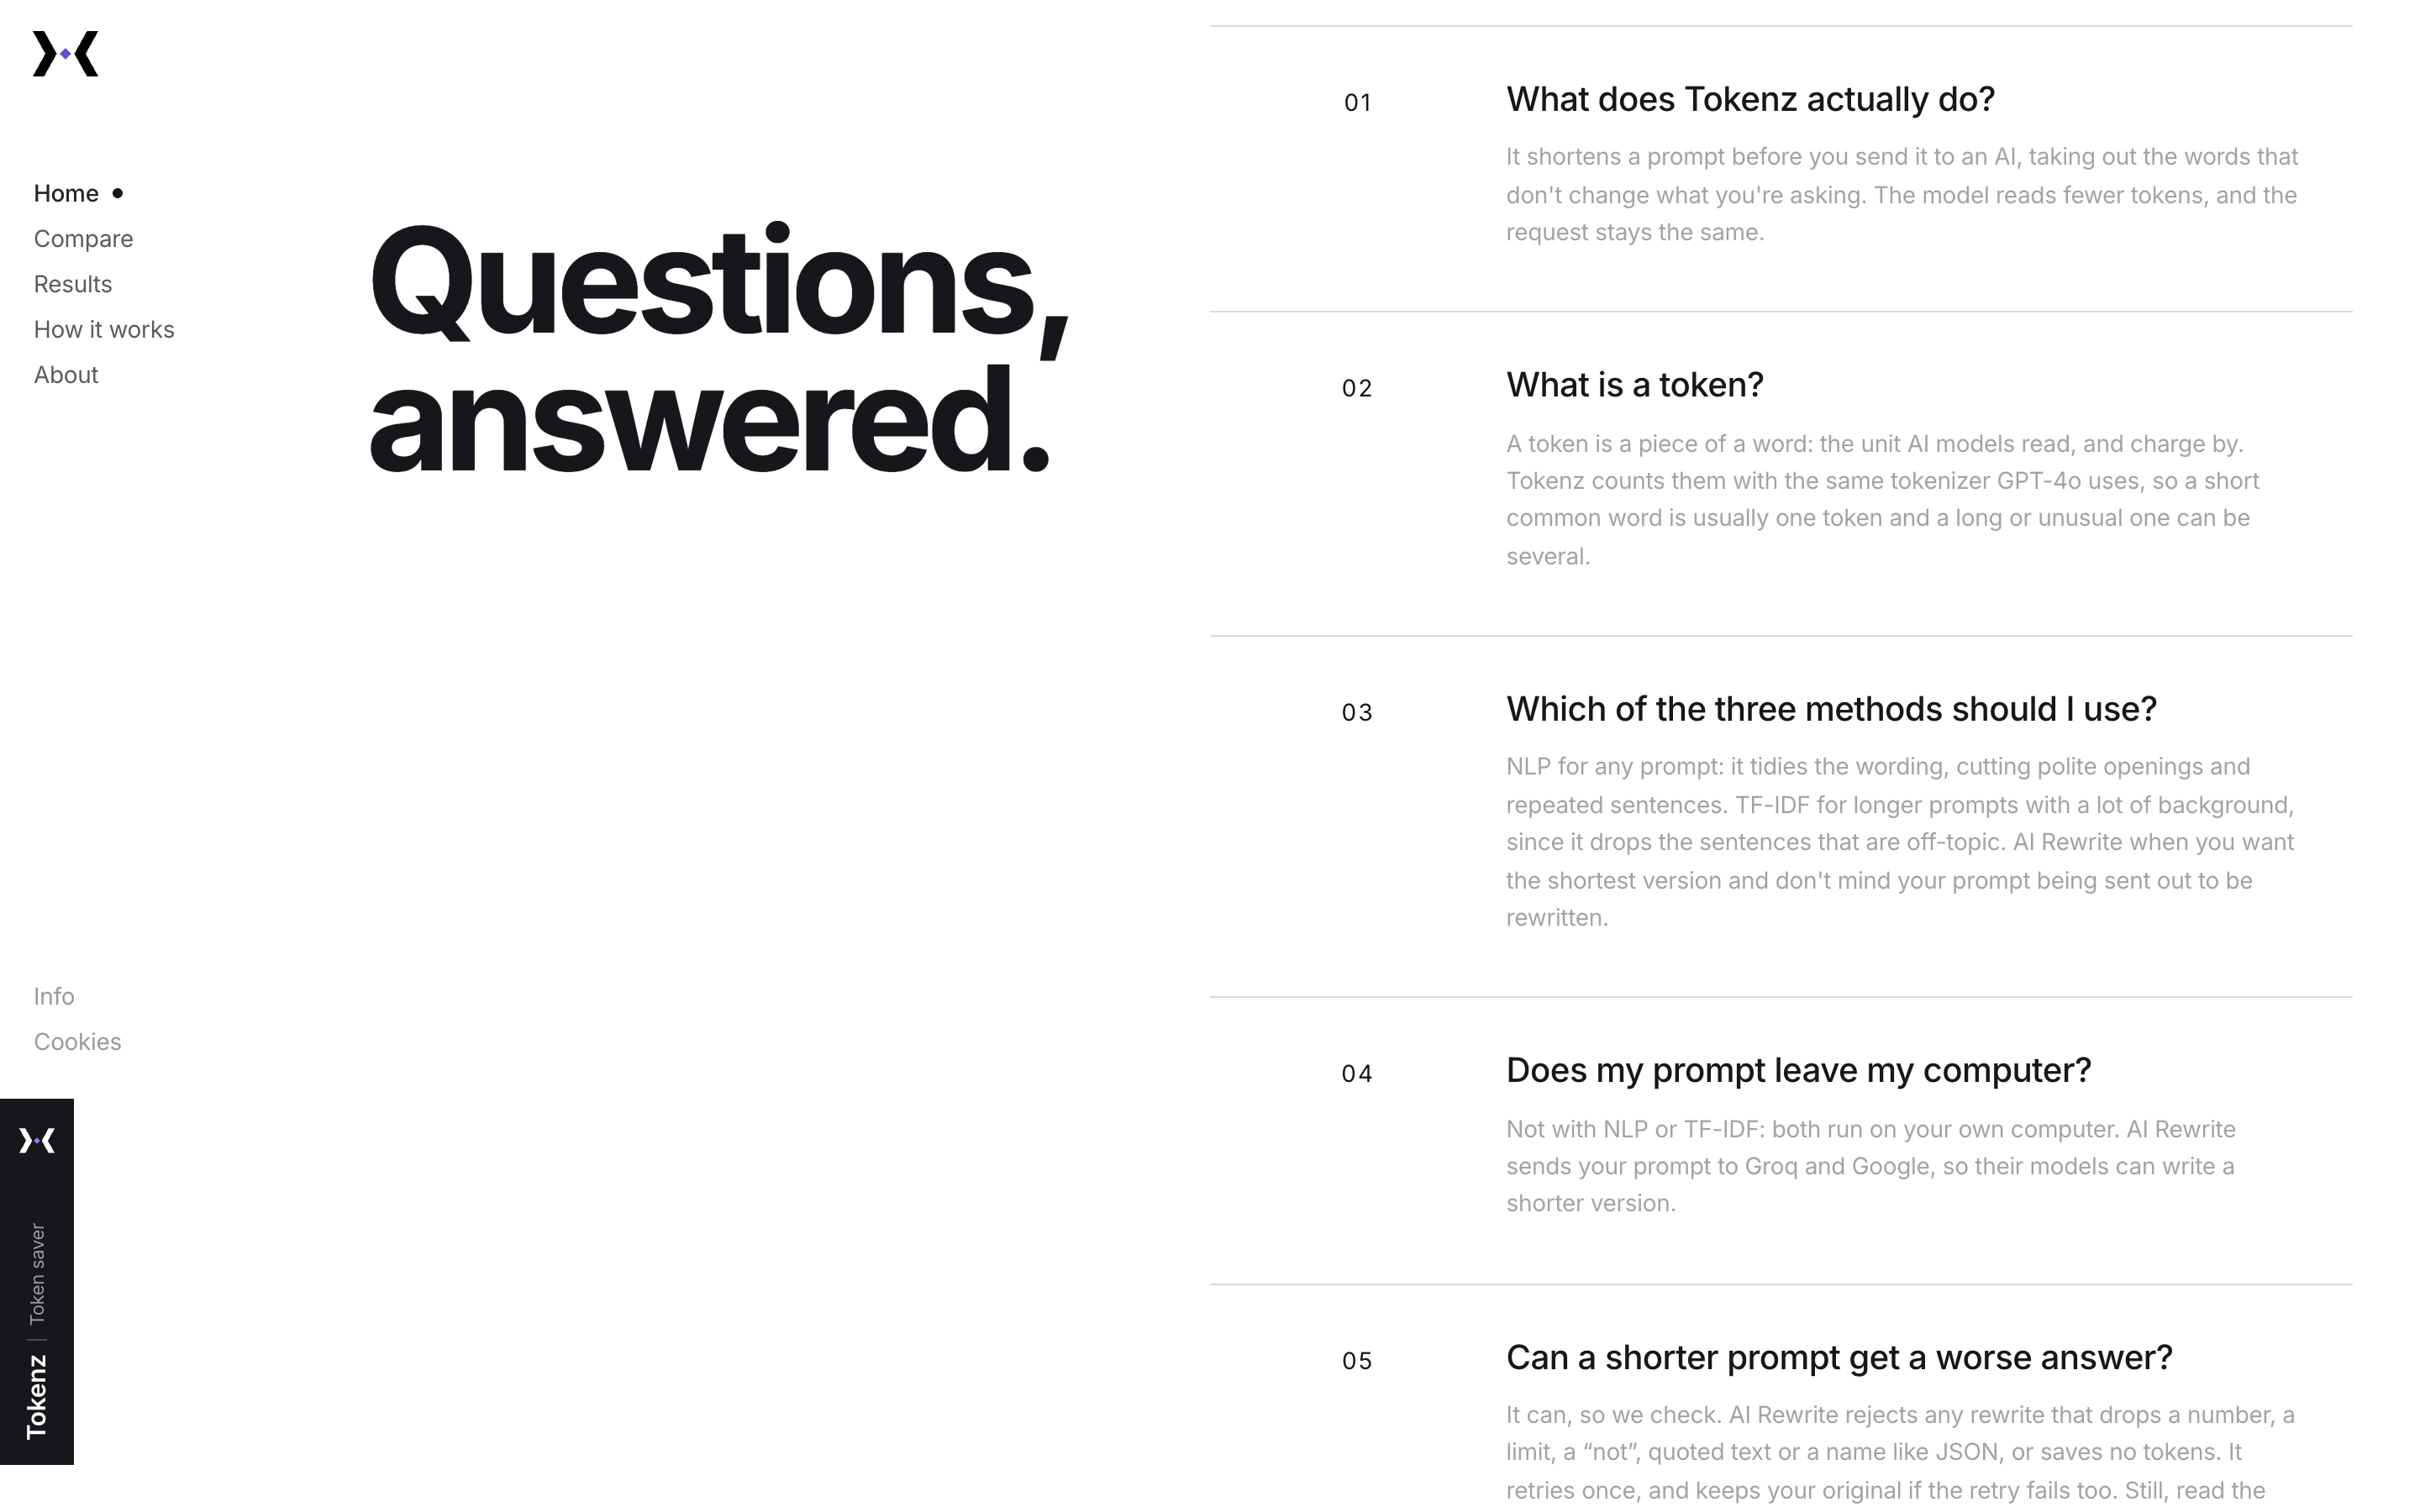 Home
Compare
Results
How it works
About
Info
Cookies
Tokenz | Token saver
Questions,
answered.
01
What does Tokenz actually do?
It shortens a prompt before you send it to an AI, taking out the words that
don't change what you're asking. The model reads fewer tokens, and the
request stays the same.
02
What is a token?
A token is a piece of a word: the unit AI models read, and charge by.
Tokenz counts them with the same tokenizer GPT-4o uses, so a short
common word is usually one token and a long or unusual one can be
several.
03
Which of the three methods should I use?
NLP for any prompt: it tidies the wording, cutting polite openings and
repeated sentences. TF-IDF for longer prompts with a lot of background,
since it drops the sentences that are off-topic. AI Rewrite when you want
the shortest version and don't mind your prompt being sent out to be
rewritten.
04
Does my prompt leave my computer?
Not with NLP or TF-IDF: both run on your own computer. AI Rewrite
sends your prompt to Groq and Google, so their models can write a
shorter version.
05
Can a shorter prompt get a worse answer?
It can, so we check. AI Rewrite rejects any rewrite that drops a number, a
limit, a “not”, quoted text or a name like JSON, or saves no tokens. It
retries once, and keeps your original if the retry fails too. Still, read the